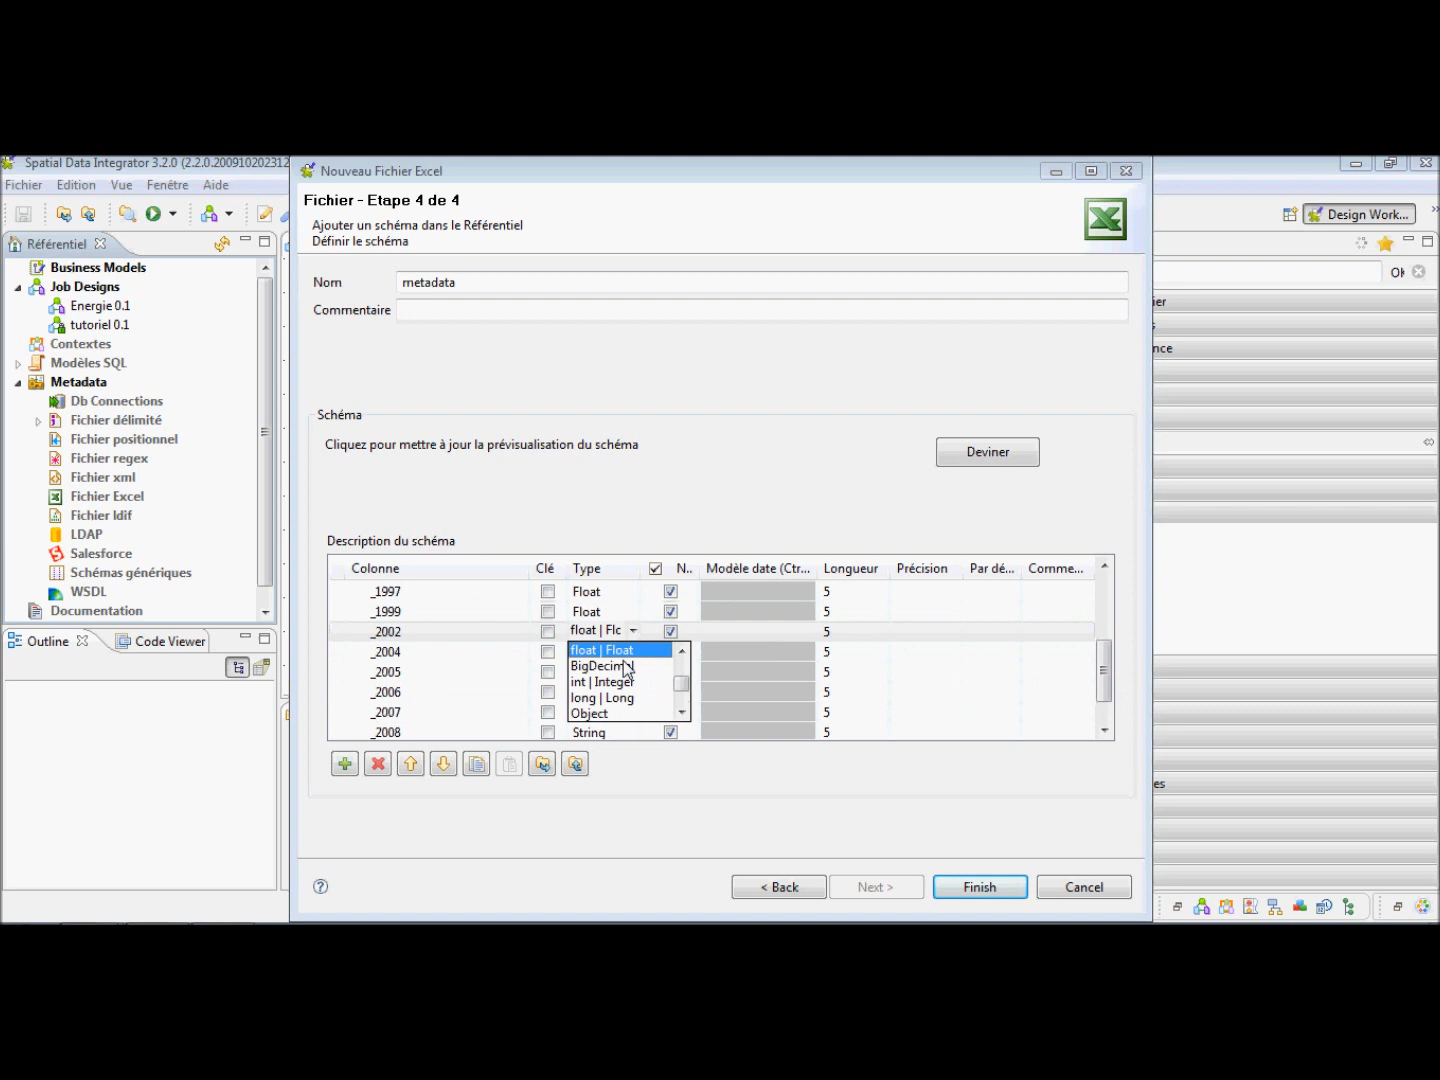 Spatial Data Integrator 3.2.0 (2.2.0.200910202312
Fichier Edition Vue Fenêtre Aide
Référentiel
Business Models
Job Designs
Energie 0.1
tutoriel 0.1
Contextes
Modèles SQL
Metadata
Db Connections
Fichier délimité
Fichier positionnel
Fichier regex
Fichier xml
Fichier Excel
Fichier ldif
LDAP
Salesforce
Schémas génériques
WSDL
Documentation
Outline Code Viewer
Nouveau Fichier Excel
Fichier - Etape 4 de 4
Ajouter un schéma dans le Référentiel
Définir le schéma
Nom metadata
Commentaire
Schéma
Cliquez pour mettre à jour la prévisualisation du schéma
Deviner
Description du schéma
Colonne Clé Type N.. Modèle date (Ctr... Longueur Précision Par dé... Comme...
_1997 Float 5
_1999 Float 5
_2002 float | Flc 5
_2004 5
_2005 5
_2006 5
_2007 5
_2008 String 5
float | Float
int | Integer
long | Long
Object
< Back Next > Finish Cancel
Design Work...
ier
nce
es